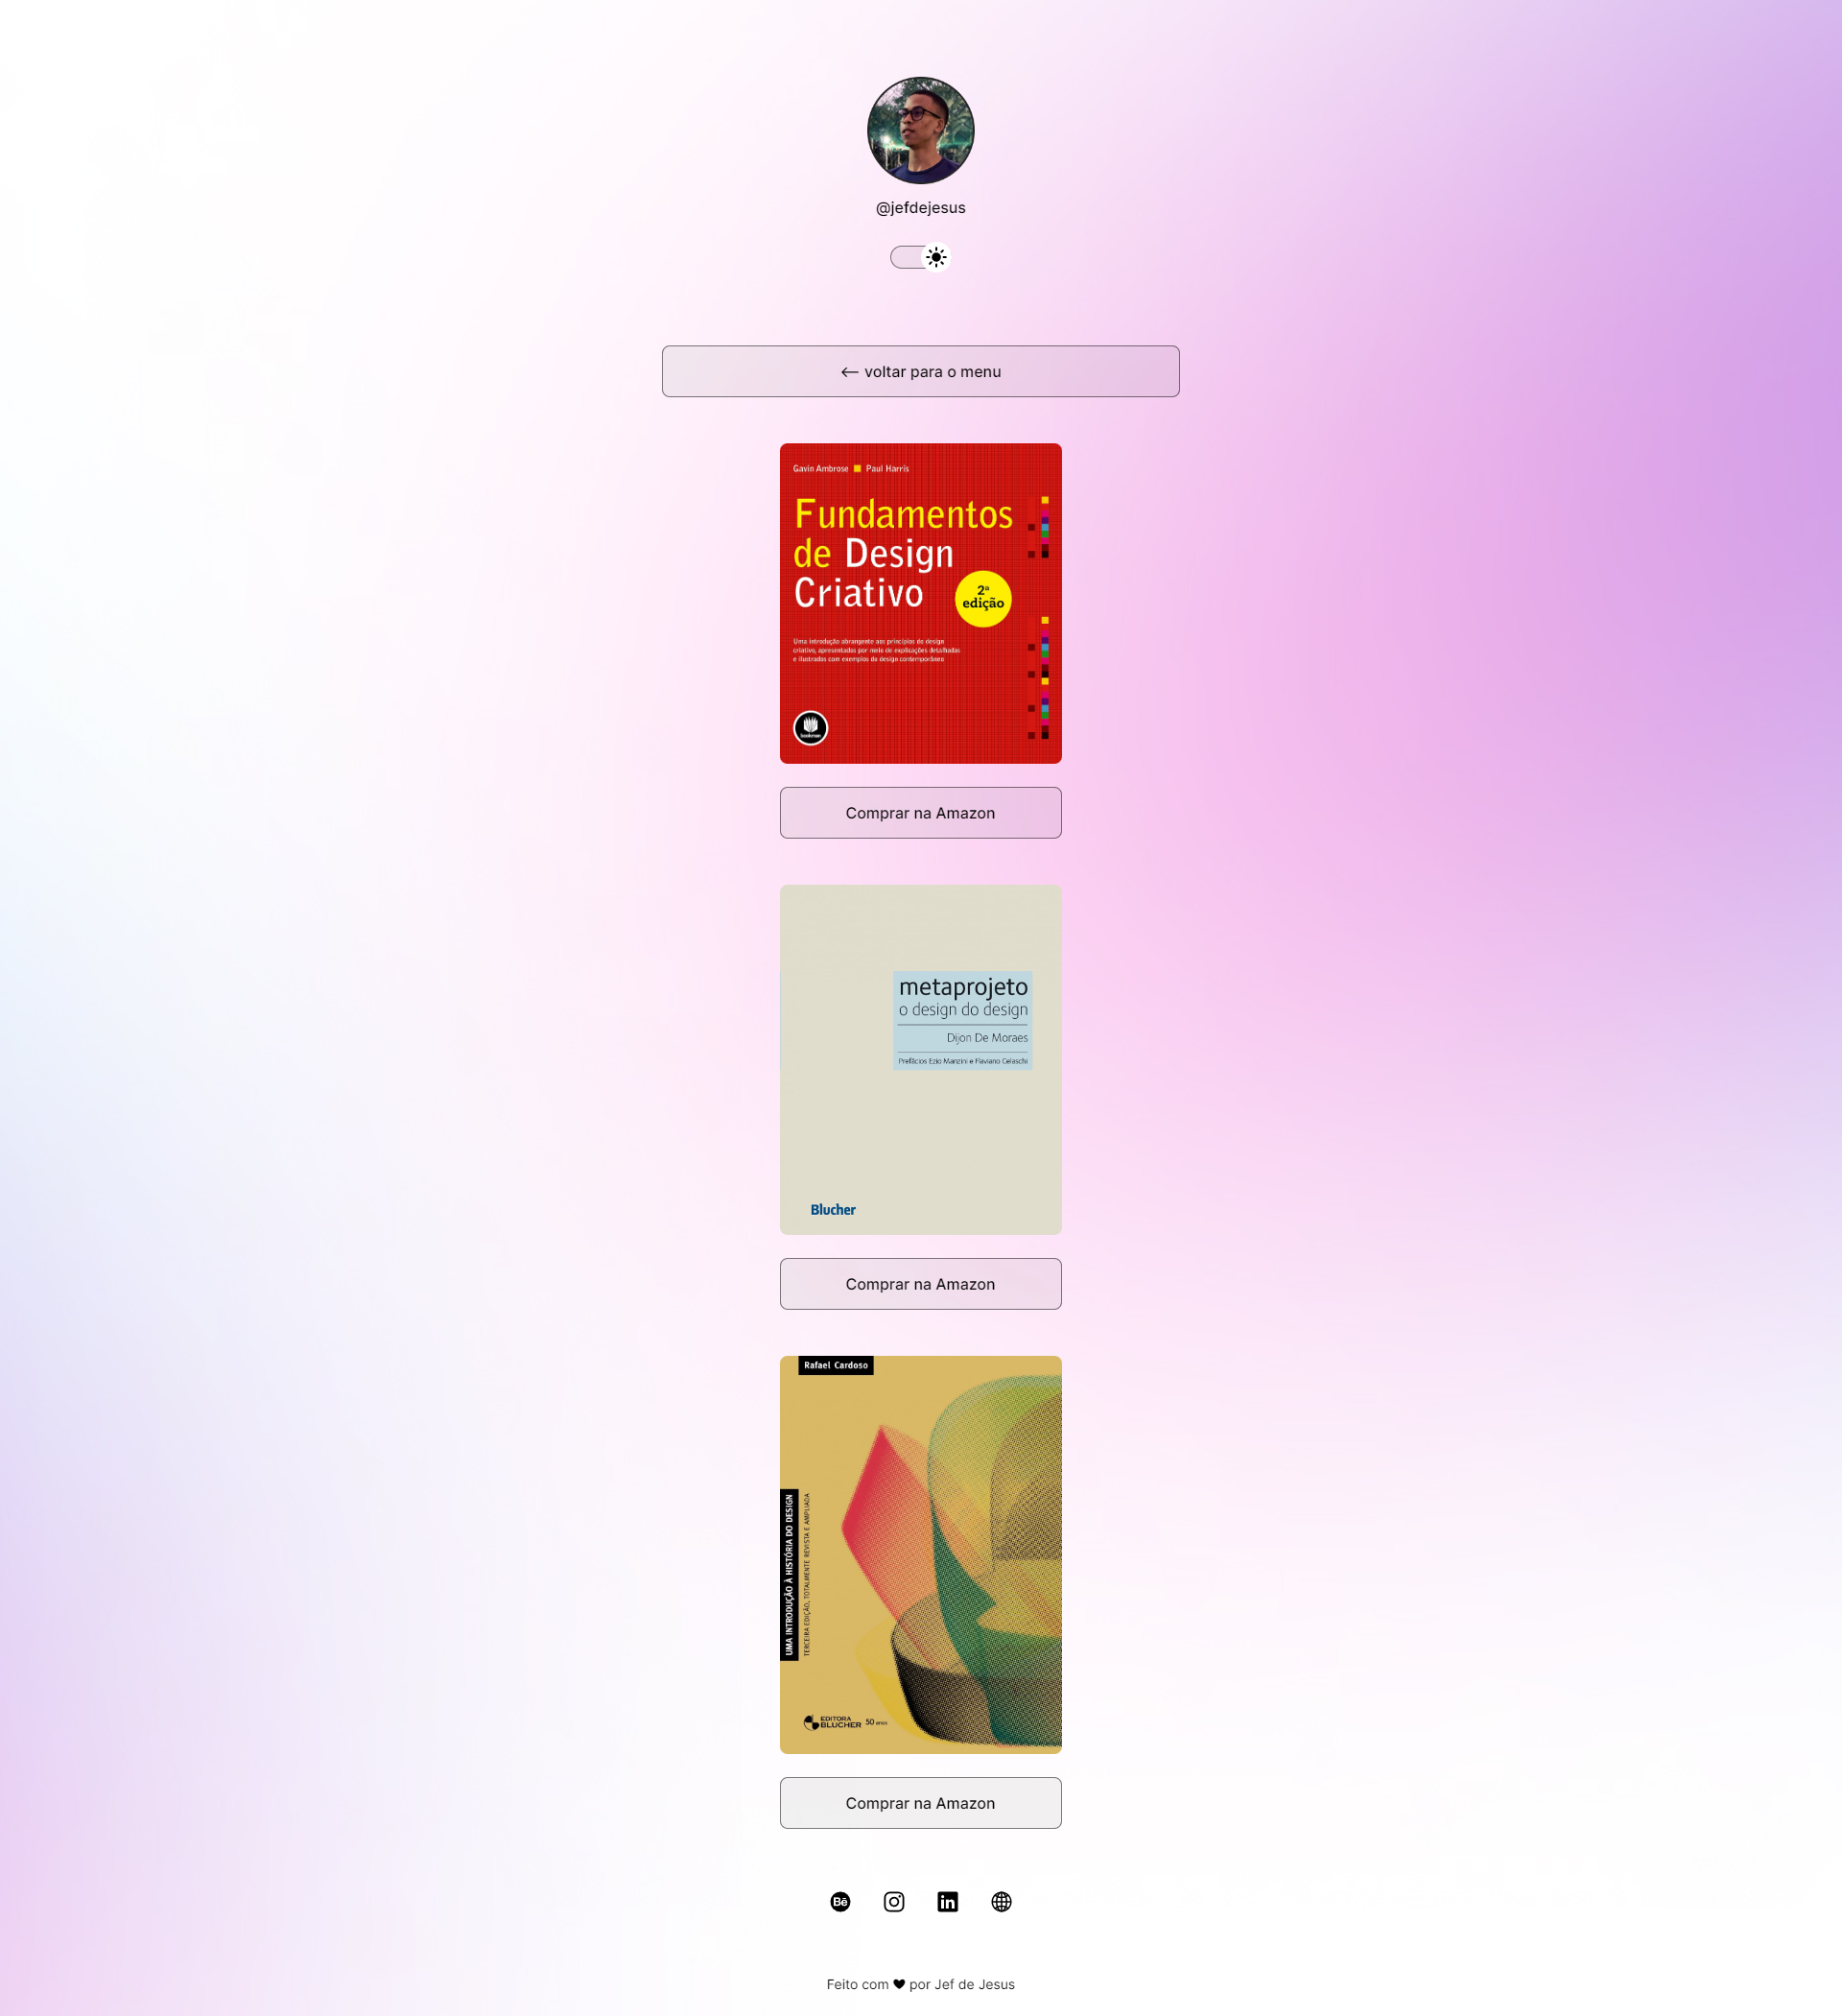 @jefdejesus
voltar para o menu
Gavin Ambrose Paul Harris
Fundamentos
de Design
Criativo
2ª
edição
Uma introdução abrangente aos princípios do design
criativo, apresentados por meio de explicações detalhadas
e ilustrados com exemplos do design contemporâneo
bookman
Comprar na Amazon
metaprojeto
o design do design
Dijon De Moraes
Prefácios Ezio Manzini e Flaviano Celaschi
Blucher
Comprar na Amazon
Rafael Cardoso
UMA INTRODUÇÃO À HISTÓRIA DO DESIGN
TERCEIRA EDIÇÃO, TOTALMENTE REVISTA E AMPLIADA
EDITORA
BLUCHER 50 anos
Comprar na Amazon
Bē
in
Feito com ❤ por Jef de Jesus